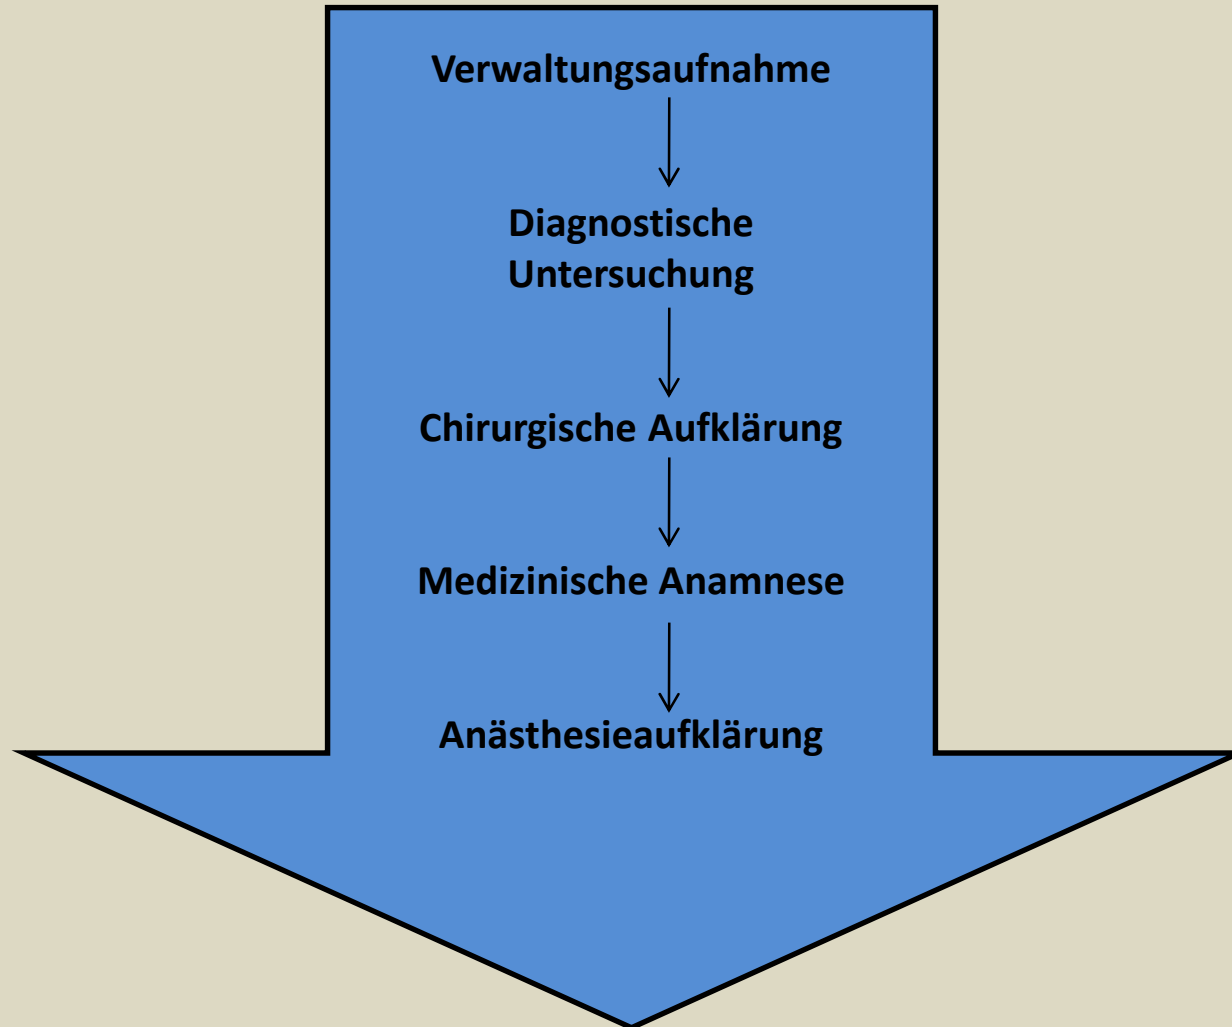 Verwaltungsaufnahme
Diagnostische
Untersuchung
Chirurgische Aufklärung
Medizinische Anamnese
Anästhesieaufklärung